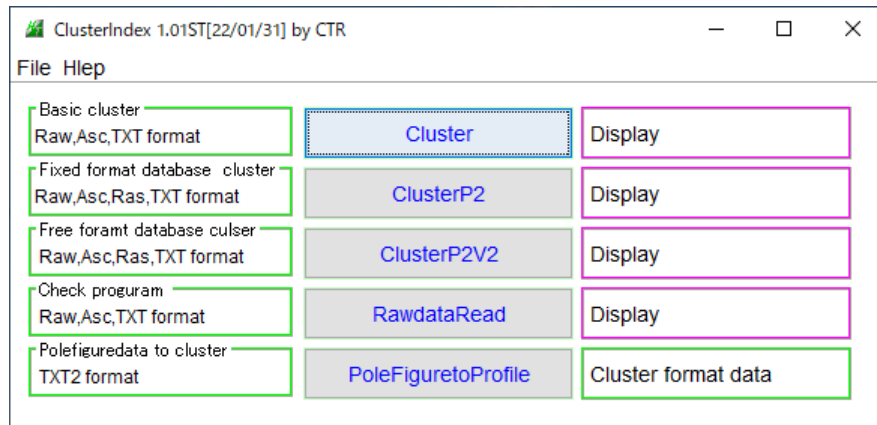 ClusterIndex 1.01ST[22/01/31] by CTR
File Hlep
Basic cluster
Raw,Asc,TXT format
Cluster
Display
Fixed format database cluster
Raw,Asc,Ras,TXT format
ClusterP2
Display
Free foramt database culser
Raw,Asc,Ras,TXT format
ClusterP2V2
Display
Check proguram
Raw,Asc,TXT format
RawdataRead
Display
Polefiguredata to cluster
TXT2 format
PoleFiguretoProfile
Cluster format data